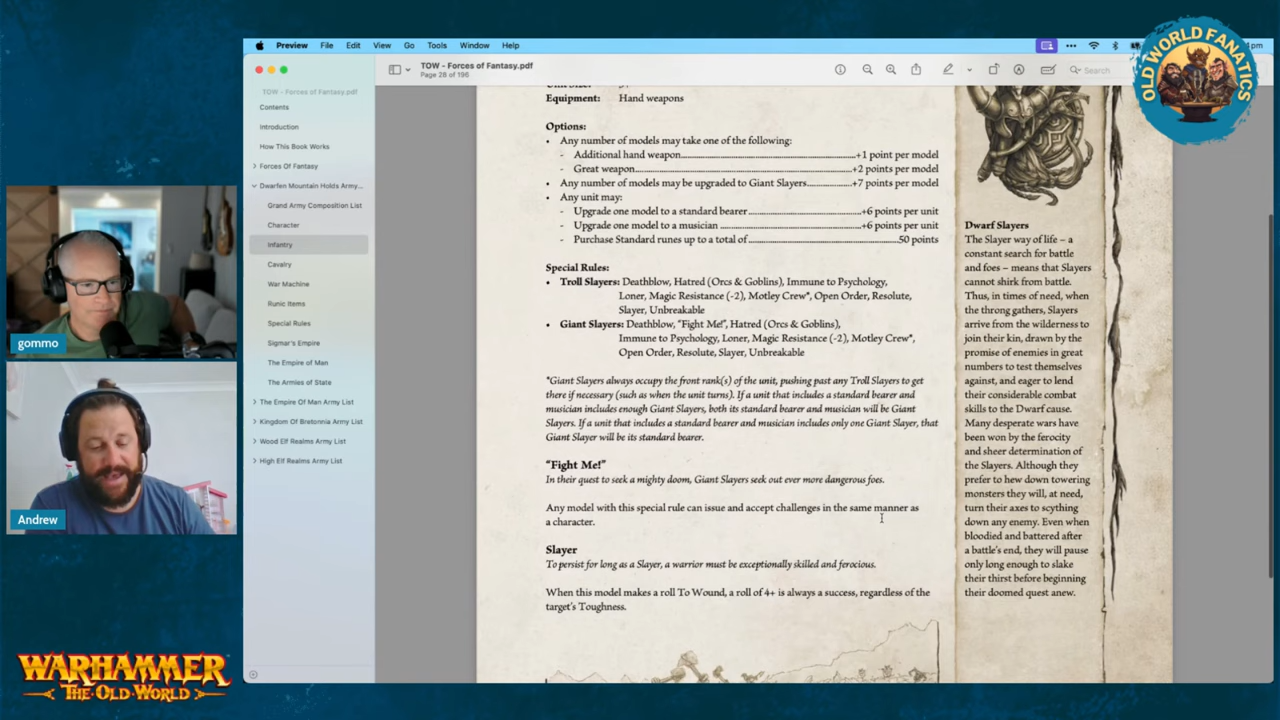 Preview File Edit View Go Tools Window Help
TOW - Forces of Fantasy.pdf
Page 28 of 196
Search
OLD WORLD FANATICS
TOW - Forces of Fantasy.pdf
Contents
Introduction
How This Book Works
Forces Of Fantasy
Dwarfen Mountain Holds Army...
Grand Army Composition List
Character
Infantry
Cavalry
War Machine
Runic Items
Special Rules
Sigmar's Empire
The Empire of Man
The Armies of State
The Empire Of Man Army List
Kingdom Of Bretonnia Army List
Wood Elf Realms Army List
High Elf Realms Army List
Equipment: Hand weapons
Options:
• Any number of models may take one of the following:
- Additional hand weapon...+1 point per model
- Great weapon...+2 points per model
• Any number of models may be upgraded to Giant Slayers...+7 points per model
• Any unit may:
- Upgrade one model to a standard bearer...+6 points per unit
- Upgrade one model to a musician...+6 points per unit
- Purchase Standard runes up to a total of...50 points
Special Rules:
• Troll Slayers: Deathblow, Hatred (Orcs & Goblins), Immune to Psychology,
Loner, Magic Resistance (-2), Motley Crew*, Open Order, Resolute,
Slayer, Unbreakable
• Giant Slayers: Deathblow, "Fight Me!", Hatred (Orcs & Goblins),
Immune to Psychology, Loner, Magic Resistance (-2), Motley Crew*,
Open Order, Resolute, Slayer, Unbreakable
*Giant Slayers always occupy the front rank(s) of the unit, pushing past any Troll Slayers to get
there if necessary (such as when the unit turns). If a unit that includes a standard bearer and
musician includes enough Giant Slayers, both its standard bearer and musician will be Giant
Slayers. If a unit that includes a standard bearer and musician includes only one Giant Slayer, that
Giant Slayer will be its standard bearer.
"Fight Me!"
In their quest to seek a mighty doom, Giant Slayers seek out ever more dangerous foes.
Any model with this special rule can issue and accept challenges in the same manner as
a character.
Slayer
To persist for long as a Slayer, a warrior must be exceptionally skilled and ferocious.
When this model makes a roll To Wound, a roll of 4+ is always a success, regardless of the
target's Toughness.
Dwarf Slayers
The Slayer way of life – a
constant search for battle
and foes – means that Slayers
cannot shirk from battle.
Thus, in times of need, when
the throng gathers, Slayers
arrive from the wilderness to
join their kin, drawn by the
promise of enemies in great
numbers to test themselves
against, and eager to lend
their considerable combat
skills to the Dwarf cause.
Many desperate wars have
been won by the ferocity
and sheer determination of
the Slayers. Although they
prefer to hew down towering
monsters they will, at need,
turn their axes to scything
down any enemy. Even when
bloodied and battered after
a battle's end, they will pause
only long enough to slake
their thirst before beginning
their doomed quest anew.
gommo
Andrew
WARHAMMER
THE·OLD·WORLD